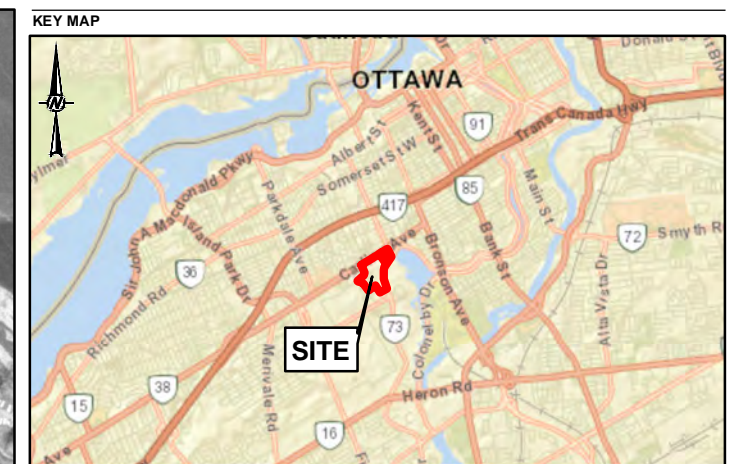 KEY MAP
N
OTTAWA
Donald
Trans Canada Hwy
91
Kent St
Albert St
Somerset St W
Parkdale Ave
Sir John A Macdonald Pkwy
Island Park Dr
417
85
Main St
Bank St
Bronson Ave
72
Smyth R
36
Richmond Rd
Colonel By Dr
Alta Vista Dr
73
SITE
Merivale Rd
38
Heron Rd
15
16
Ave